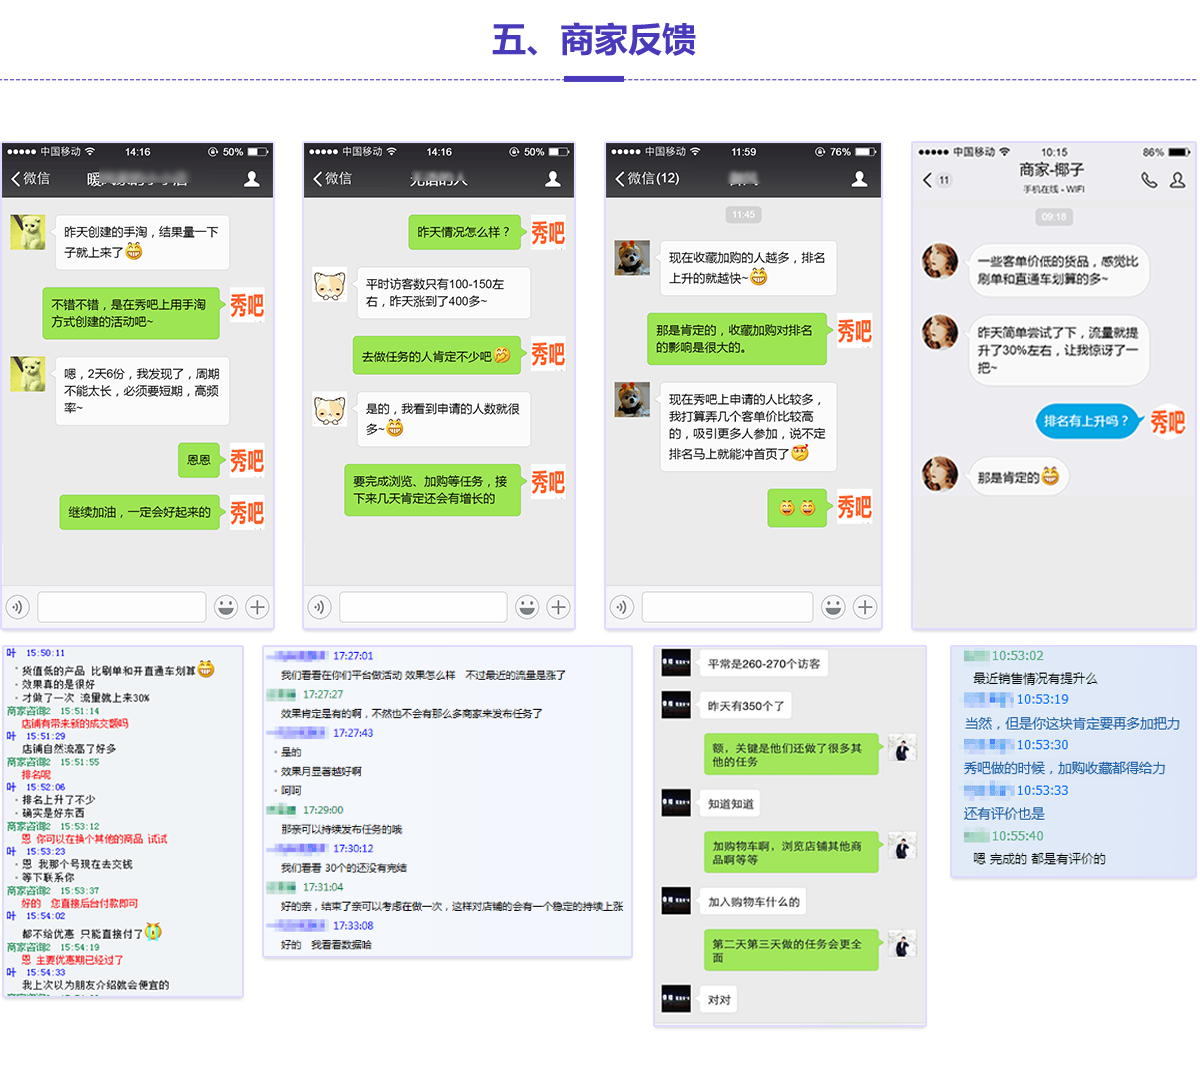 五、商家反馈
中国移动 14:16 50%
微信
昨天创建的手淘，结果量一下
子就上来了
不错不错，是在秀吧上用手淘
方式创建的活动吧~
秀吧
嗯，2天6份，我发现了，周期
不能太长，必须要短期，高频
率~
恩恩
秀吧
继续加油，一定会好起来的
秀吧
中国移动 14:16 50%
微信
昨天情况怎么样？
秀吧
平时访客数只有100-150左
右，昨天涨到了400多~
去做任务的人肯定不少吧
秀吧
是的，我看到申请的人数就很
多~
要完成浏览、加购等任务，接
下来几天肯定还会有增长的
秀吧
中国移动 11:59 76%
微信(12)
11:45
现在收藏加购的人越多，排名
上升的就越快~
那是肯定的，收藏加购对排名
的影响是很大的。
秀吧
现在秀吧上申请的人比较多，
我打算弄几个客单价比较高
的，吸引更多人参加，说不定
排名马上就能冲首页了
秀吧
中国移动 10:15 86%
11 商家-椰子
手机在线 - WIFI
09:18
一些客单价低的货品，感觉比
刷单和直通车划算的多~
昨天简单尝试了下，流量就提
升了30%左右，让我惊讶了一
把~
排名有上升吗？
秀吧
那是肯定的
叶 15:50:11
货值低的产品 比刷单和开直通车划算
效果真的是很好
才做了一次 流量就上来30%
商家咨询2 15:51:14
店铺有带来新的成交额吗
叶 15:51:29
店铺自然流高了好多
商家咨询2 15:51:55
排名呢
叶 15:52:06
排名上升了不少
确实是好东西
商家咨询2 15:53:12
恩 你可以在换个其他的商品 试试
叶 15:53:23
恩 我那个号现在去交钱
等下联系你
商家咨询2 15:53:37
好的 您直接后台付款即可
叶 15:54:02
都不给优惠 只能直接付了
商家咨询2 15:54:19
恩 主要优惠期已经过了
叶 15:54:33
我上次以为朋友介绍就会便宜的
17:27:01
我们看看在你们平台做活动 效果怎么样 不过最近的流量是涨了
17:27:27
效果肯定是有的啊，不然也不会有那么多商家来发布任务了
17:27:43
是的
效果月显著越好啊
呵呵
17:29:00
那亲可以持续发布任务的哦
17:30:12
我们看看 30个的还没有完结
17:31:04
好的亲，结束了亲可以考虑在做一次，这样对店铺的会有一个稳定的持续上涨
17:33:08
好的 我看看数据哈
平常是260-270个访客
昨天有350个了
额，关键是他们还做了很多其
他的任务
知道知道
加购物车啊，浏览店铺其他商
品啊等等
加入购物车什么的
第二天第三天做的任务会更全
面
对对
10:53:02
最近销售情况有提升么
10:53:19
当然，但是你这块肯定要再多加把力
10:53:30
秀吧做的时候，加购收藏都得给力
10:53:33
还有评价也是
10:55:40
嗯 完成的 都是有评价的